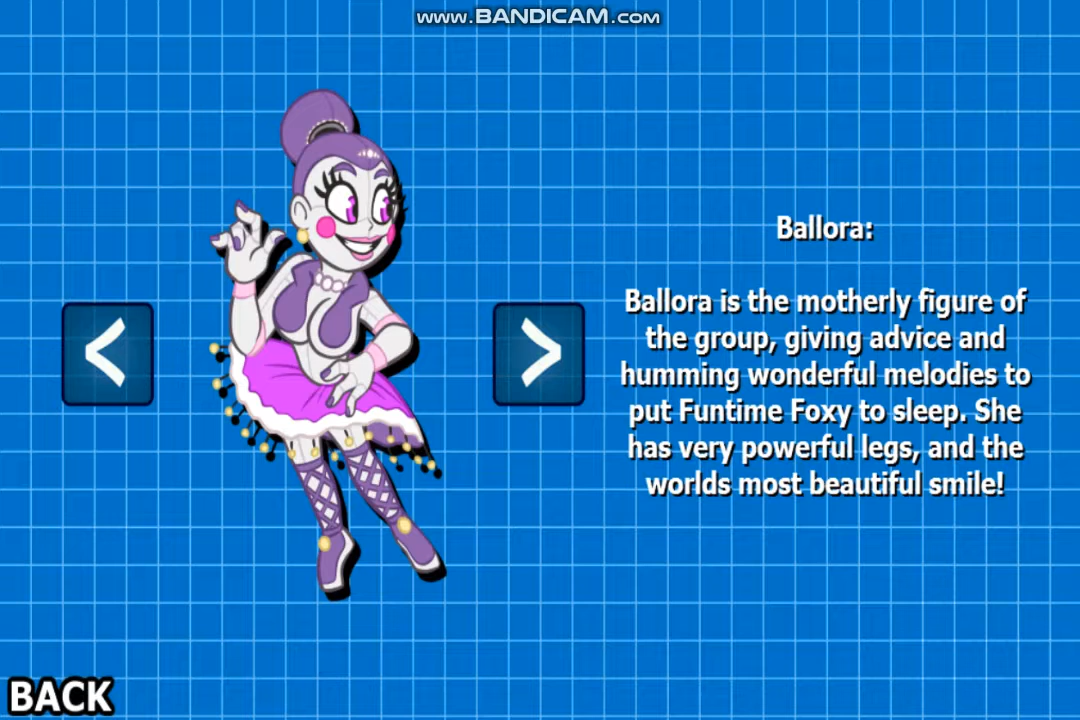 www.BANDICAM.com
Ballora:
Ballora is the motherly figure of
the group, giving advice and
humming wonderful melodies to
put Funtime Foxy to sleep. She
has very powerful legs, and the
worlds most beautiful smile!
< >
BACK